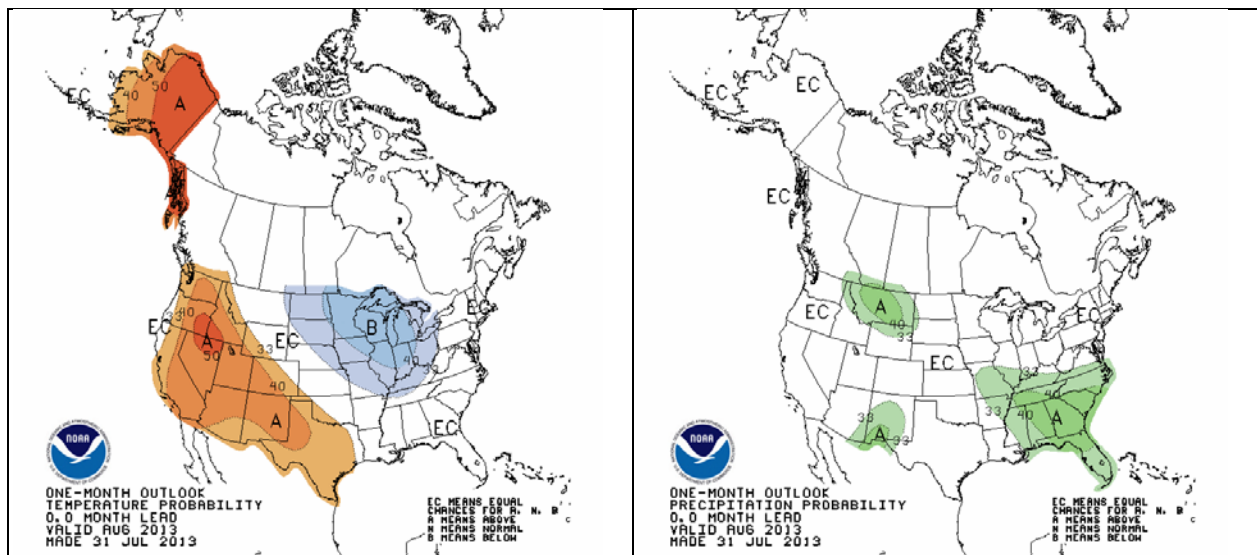 EC
40
50
A
A
33
40
EC
A
50
33
EC
40
A
B
40
33
EC
EC
NOAA
ONE-MONTH OUTLOOK
TEMPERATURE PROBABILITY
0.0 MONTH LEAD
VALID AUG 2013
MADE 31 JUL 2013
EC MEANS EQUAL
CHANCES FOR A, N, B
A MEANS ABOVE
N MEANS NORMAL
B MEANS BELOW
EC
EC
EC
EC
A
40
33
EC
EC
33
A
33
33
33
40
40
A
NOAA
ONE-MONTH OUTLOOK
PRECIPITATION PROBABILITY
0.0 MONTH LEAD
VALID AUG 2013
MADE 31 JUL 2013
EC MEANS EQUAL
CHANCES FOR A, N, B
A MEANS ABOVE
N MEANS NORMAL
B MEANS BELOW